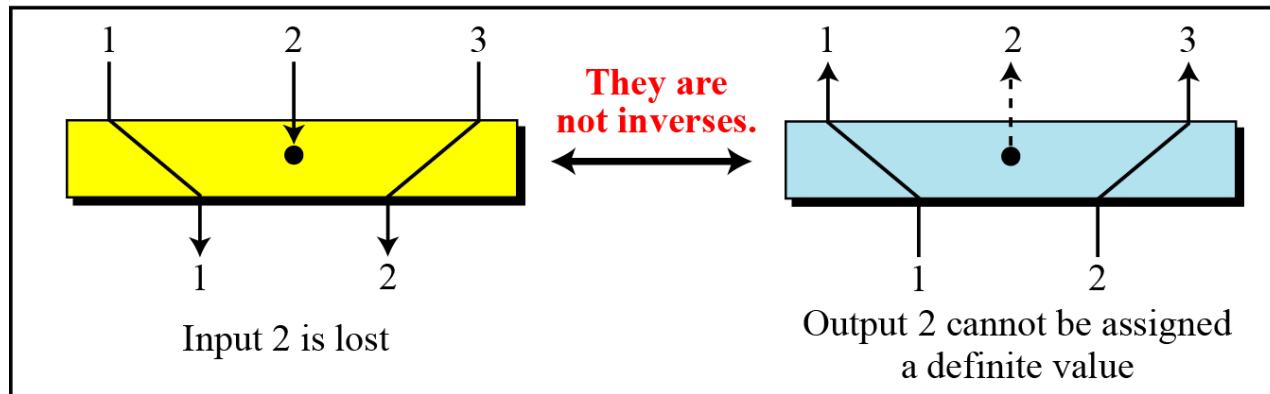 1 2 3
1 2
Input 2 is lost
They are
not inverses.
1 2 3
1 2
Output 2 cannot be assigned
a definite value